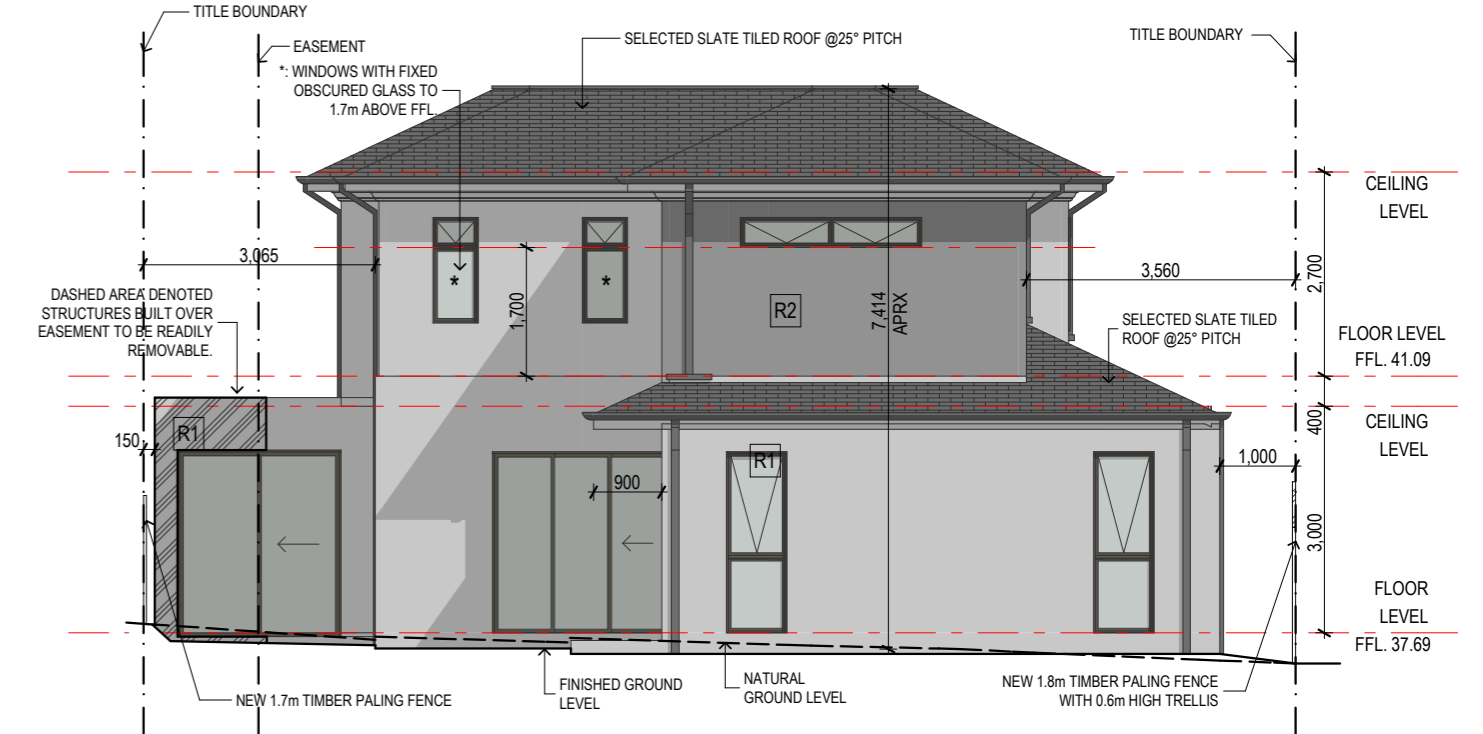 TITLE BOUNDARY
EASEMENT
*: WINDOWS WITH FIXED
OBSCURED GLASS TO
1.7m ABOVE FFL.
SELECTED SLATE TILED ROOF @25° PITCH
TITLE BOUNDARY
CEILING
LEVEL
3,065
*
*
1,700
R2
7,414
APRX
3,560
2,700
DASHED AREA DENOTED
STRUCTURES BUILT OVER
EASEMENT TO BE READILY
REMOVABLE.
SELECTED SLATE TILED
ROOF @25° PITCH
FLOOR LEVEL
FFL. 41.09
400
CEILING
LEVEL
150
R1
R1
900
1,000
3,000
FLOOR
LEVEL
FFL. 37.69
NEW 1.7m TIMBER PALING FENCE
FINISHED GROUND
LEVEL
NATURAL
GROUND LEVEL
NEW 1.8m TIMBER PALING FENCE
WITH 0.6m HIGH TRELLIS